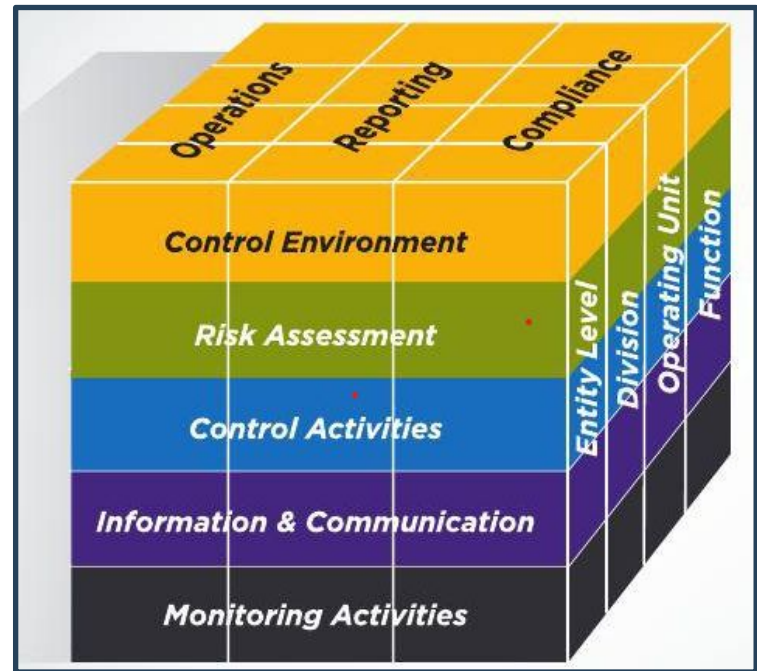 Operations
Reporting
Compliance
Control Environment
Risk Assessment
Control Activities
Information & Communication
Monitoring Activities
Entity Level
Division
Operating Unit
Function